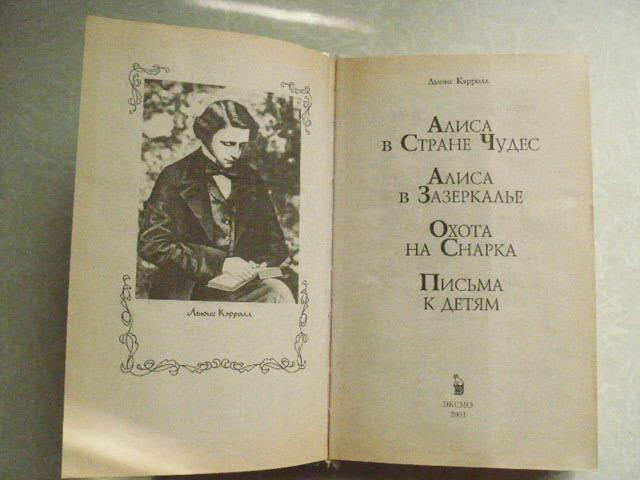 Льюис Кэрролл
Льюис Кэрролл
Алиса
в Стране Чудес
Алиса
в Зазеркалье
Охота
на Снарка
Письма
к детям
ЭКСМО
2003